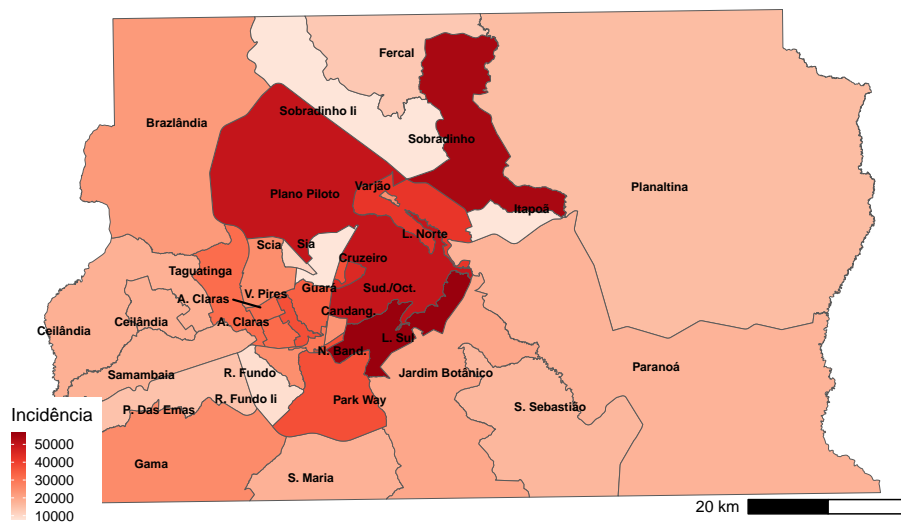 Fercal
Sobradinho Ii
Brazlândia
Sobradinho
Varjão
Planaltina
Plano Piloto
Itapoã
L. Norte
Scia
Sia
Cruzeiro
Taguatinga
Guará
V. Pires
Sud./Oct.
A. Claras
Candang.
Ceilândia
Ceilândia
A. Claras
L. Sul
N. Band.
Paranoá
Jardim Botânico
R. Fundo
Samambaia
R. Fundo Ii
Park Way
S. Sebastião
P. Das Emas
Incidência
50000
40000
30000
20000
10000
Gama
S. Maria
20 km